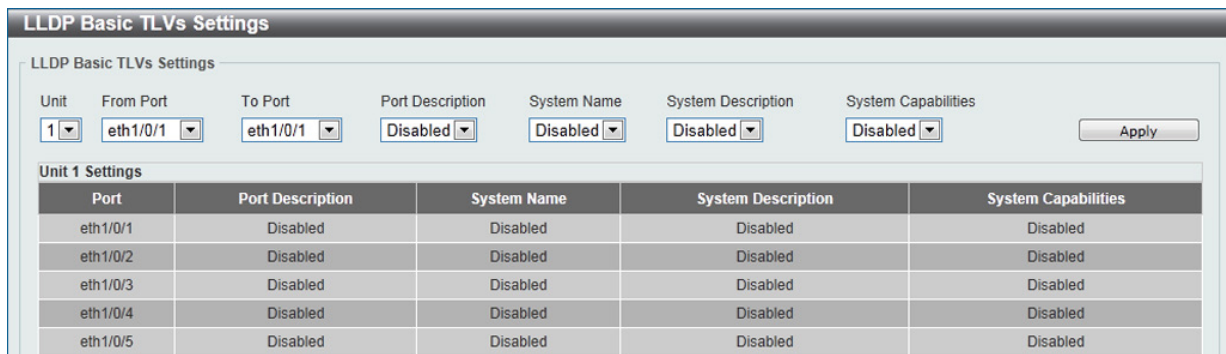 LLDP Basic TLVs Settings
LLDP Basic TLVs Settings
Unit From Port To Port Port Description System Name System Description System Capabilities
1 eth1/0/1 eth1/0/1 Disabled Disabled Disabled Disabled Apply
Unit 1 Settings
Port Port Description System Name System Description System Capabilities
eth1/0/1 Disabled Disabled Disabled Disabled
eth1/0/2 Disabled Disabled Disabled Disabled
eth1/0/3 Disabled Disabled Disabled Disabled
eth1/0/4 Disabled Disabled Disabled Disabled
eth1/0/5 Disabled Disabled Disabled Disabled